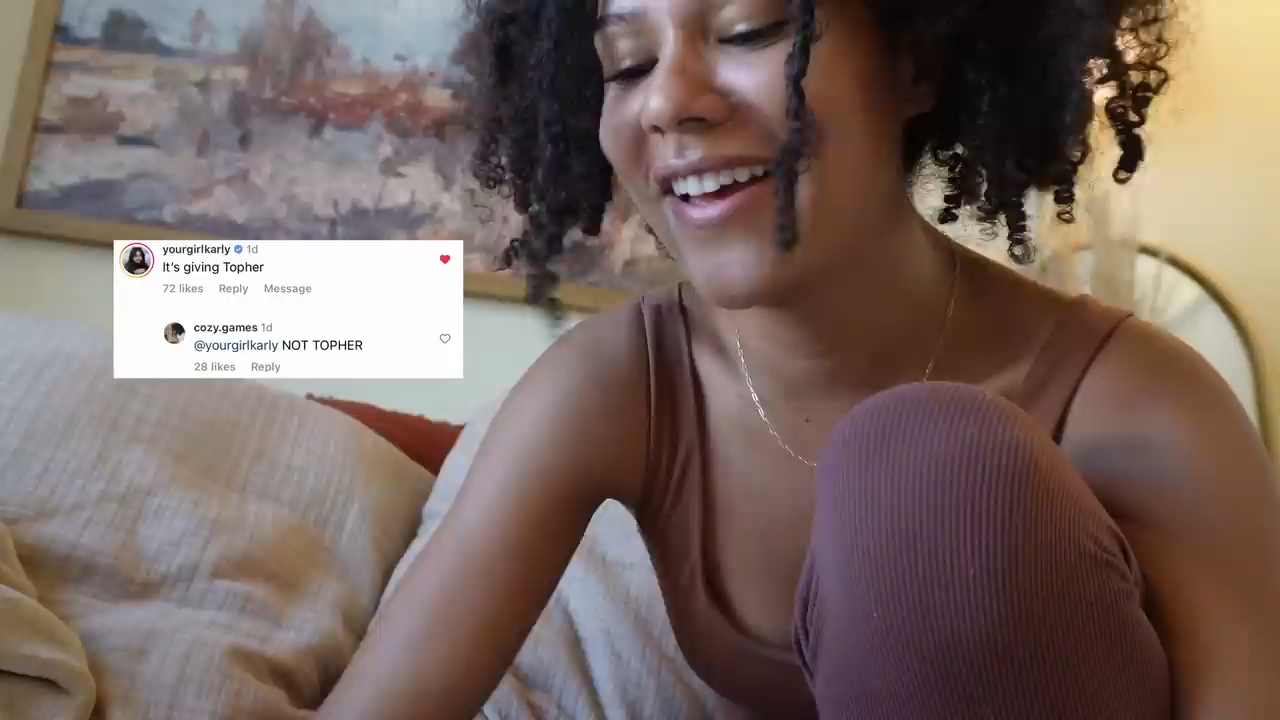 yourgirlkarly 1d
It's giving Topher
72 likes Reply Message
cozy.games 1d
@yourgirlkarly NOT TOPHER
28 likes Reply